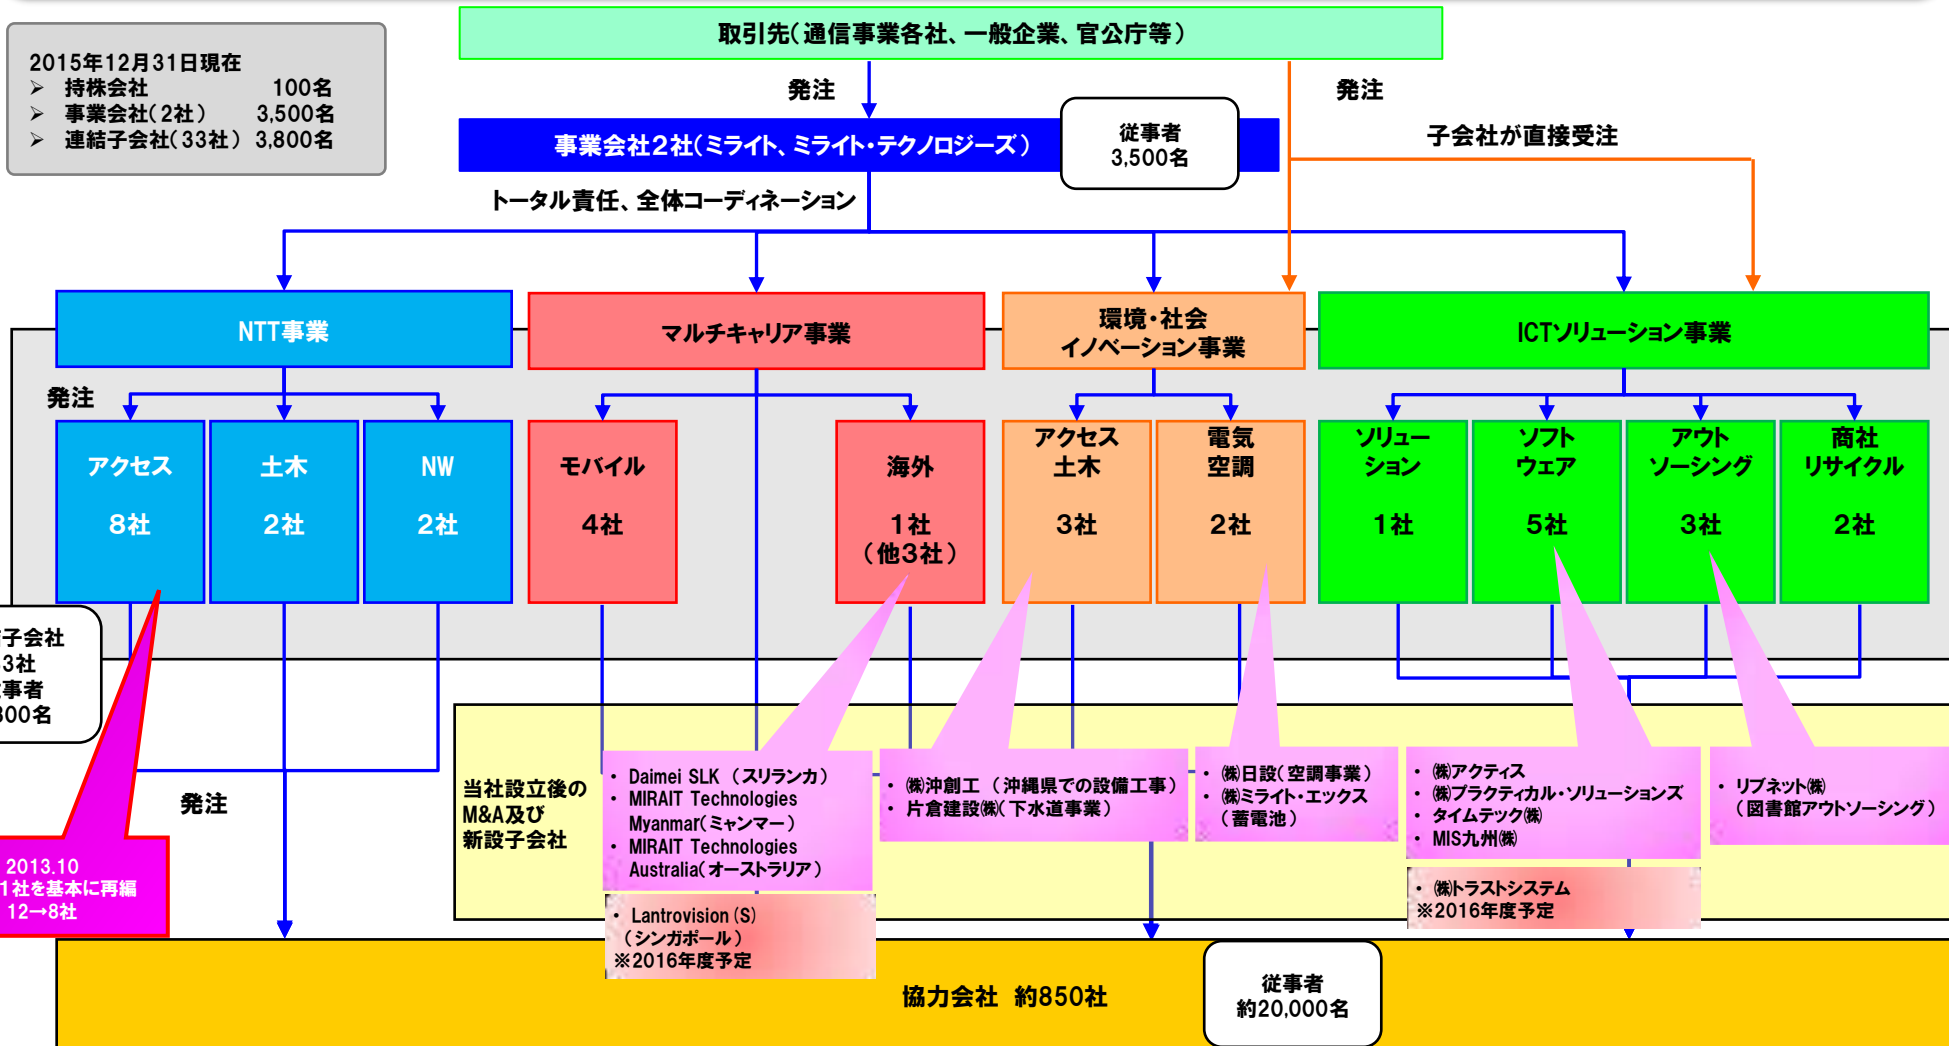 取引先(通信事業各社、一般企業、官公庁等)
2015年12月31日現在
➢ 持株会社 100名
➢ 事業会社(2社) 3,500名
➢ 連結子会社(33社) 3,800名
発注
発注
事業会社2社(ミライト、ミライト・テクノロジーズ)
従事者
3,500名
子会社が直接受注
トータル責任、全体コーディネーション
NTT事業
マルチキャリア事業
環境・社会
イノベーション事業
ICTソリューション事業
発注
アクセス
8社
土木
2社
NW
2社
モバイル
4社
海外
1社
(他3社)
アクセス
土木
3社
電気
空調
2社
ソリュー
ション
1社
ソフト
ウェア
5社
アウト
ソーシング
3社
商社
リサイクル
2社
子会社
3社
事者
800名
発注
2013.10
1社を基本に再編
12→8社
当社設立後の
M&A及び
新設子会社
・ Daimei SLK (スリランカ)
・ MIRAIT Technologies
Myanmar(ミャンマー)
・ MIRAIT Technologies
Australia(オーストラリア)
・ Lantrovision (S)
(シンガポール)
※2016年度予定
・ ㈱沖創工 (沖縄県での設備工事)
・ 片倉建設㈱(下水道事業)
・ ㈱日設(空調事業)
・ ㈱ミライト・エックス
(蓄電池)
・ ㈱アクティス
・ ㈱プラクティカル・ソリューションズ
・ タイムテック㈱
・ MIS九州㈱
・ ㈱トラストシステム
※2016年度予定
・ リブネット㈱
(図書館アウトソーシング)
協力会社 約850社
従事者
約20,000名